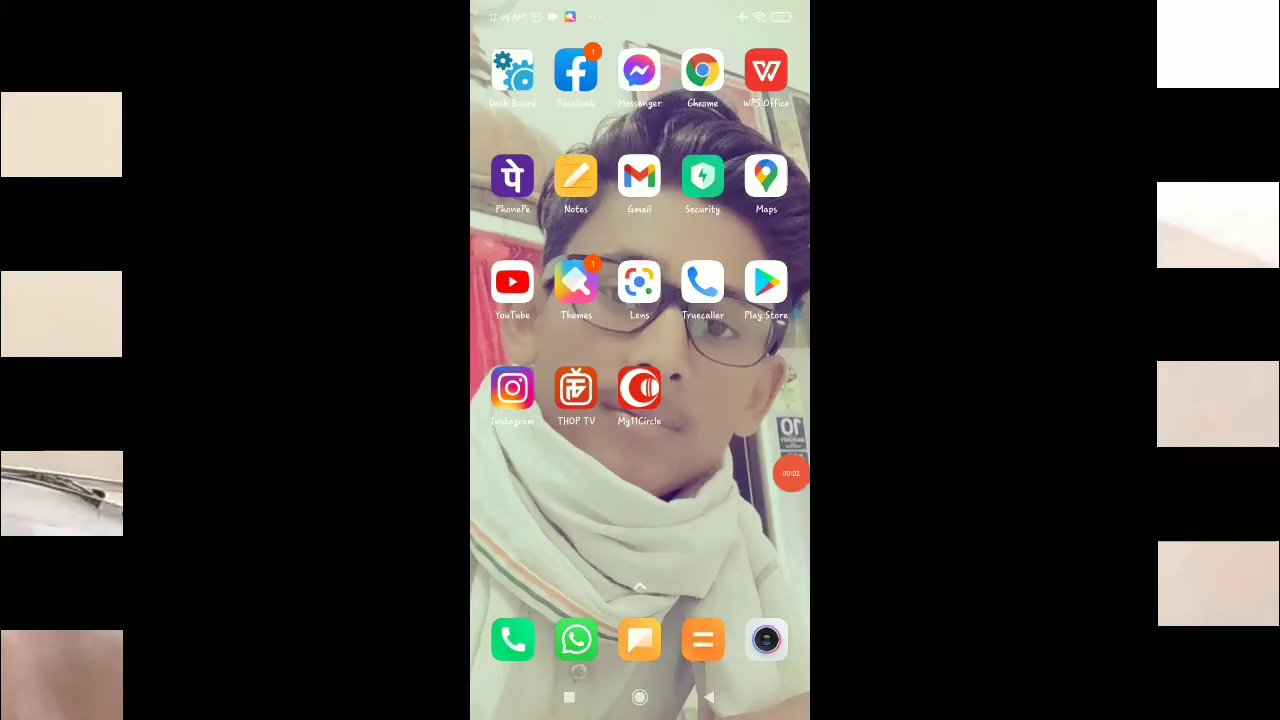 12:05 AM
Dash Board
Facebook
Messenger
Chrome
WPS Office
PhonePe
Notes
Gmail
Security
Maps
YouTube
Themes
Lens
Truecaller
Play Store
Instagram
THOP TV
My11Circle
00:02